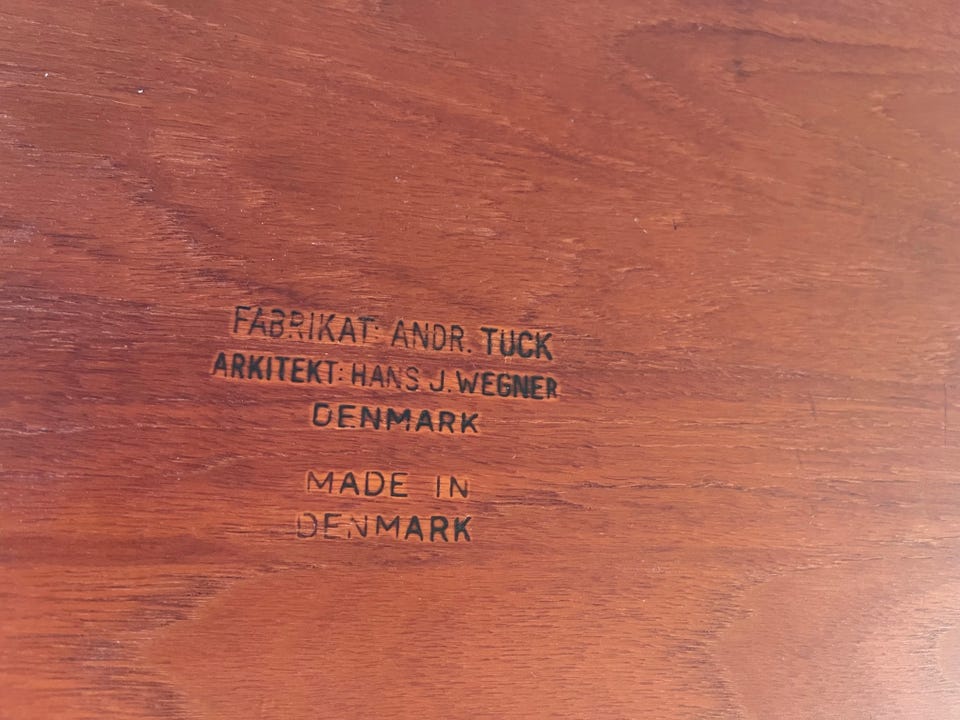 FABRIKAT: ANDR. TUCK
ARKITEKT: HANS J. WEGNER
DENMARK
MADE IN
DENMARK